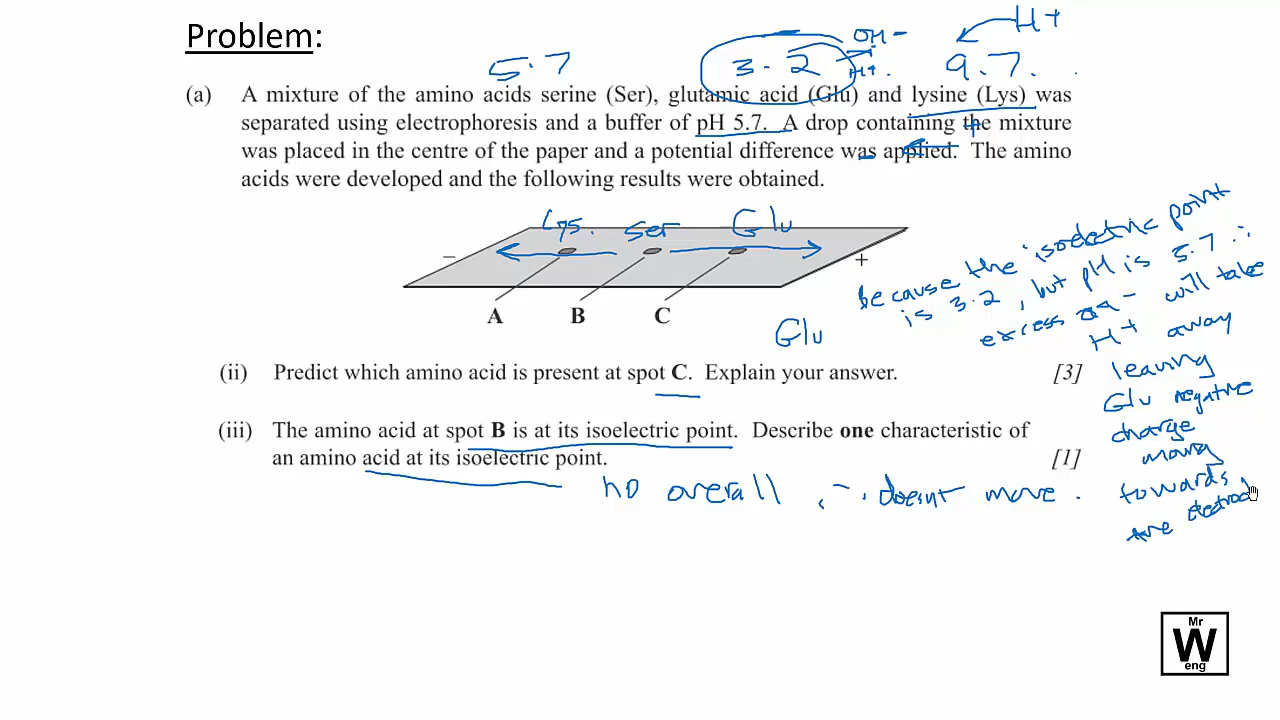 Problem:
H+
5.7
3.2
OH-
H+.
9.7.
(a) A mixture of the amino acids serine (Ser), glutamic acid (Glu) and lysine (Lys) was
separated using electrophoresis and a buffer of pH 5.7. A drop containing the mixture
+
was placed in the centre of the paper and a potential difference was applied. The amino
-
acids were developed and the following results were obtained.
Lys.
Ser
Glu
−
+
A B C
Glu
because the isoelectric point
is 3.2, but pH is 5.7 ∴
excess OH- will take
H+ away
leaving
Glu negative
charge
moving
towards
+ve electrode
(ii) Predict which amino acid is present at spot C. Explain your answer. [3]
(iii) The amino acid at spot B is at its isoelectric point. Describe one characteristic of
an amino acid at its isoelectric point. [1]
no overall ∴ doesnt move.
Mr
W
eng